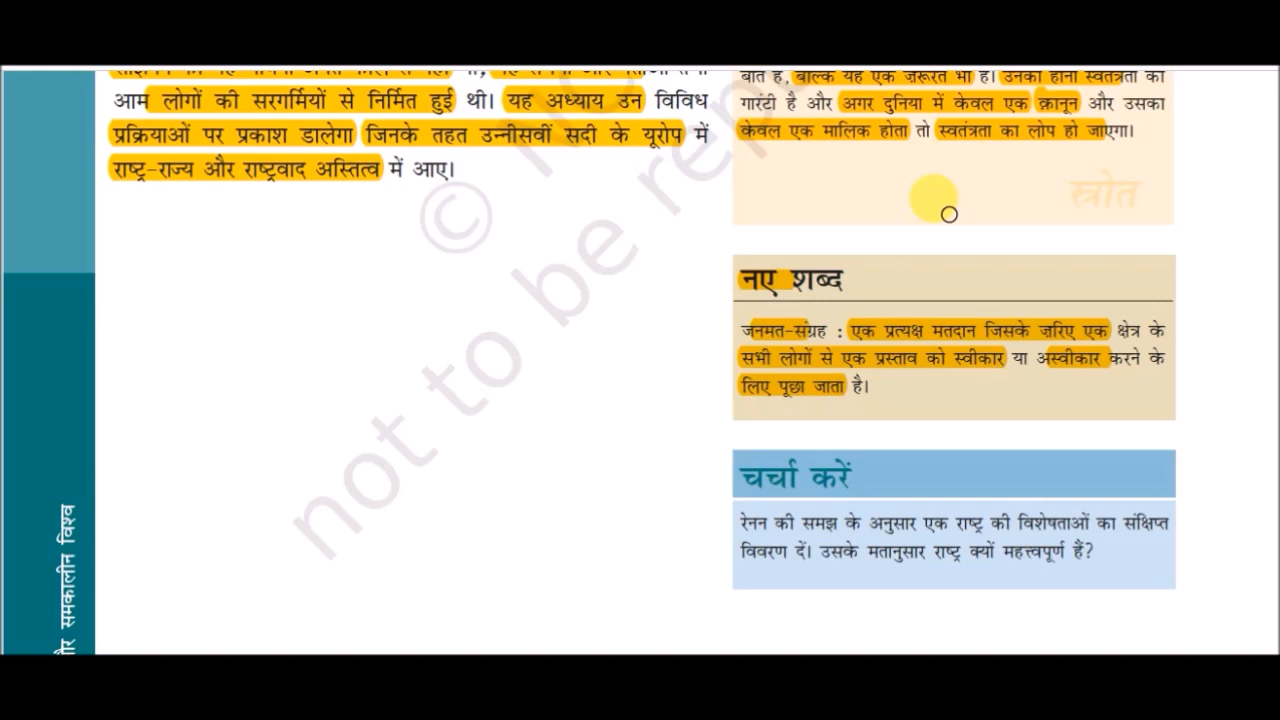 आम लोगों की सरगर्मियों से निर्मित हुई थी। यह अध्याय उन विविध
प्रक्रियाओं पर प्रकाश डालेगा जिनके तहत उन्नीसवीं सदी के यूरोप में
राष्ट्र-राज्य और राष्ट्रवाद अस्तित्व में आए।
बात है, बल्कि यह एक ज़रूरत भी है। उनका होना स्वतंत्रता की
गारंटी है और अगर दुनिया में केवल एक क़ानून और उसका
केवल एक मालिक होता तो स्वतंत्रता का लोप हो जाएगा।
स्त्रोत
नए शब्द
जनमत-संग्रह : एक प्रत्यक्ष मतदान जिसके ज़रिए एक क्षेत्र के
सभी लोगों से एक प्रस्ताव को स्वीकार या अस्वीकार करने के
लिए पूछा जाता है।
चर्चा करें
रेनन की समझ के अनुसार एक राष्ट्र की विशेषताओं का संक्षिप्त
विवरण दें। उसके मतानुसार राष्ट्र क्यों महत्त्वपूर्ण हैं?
समकालीन विश्व
© N
not to be rep